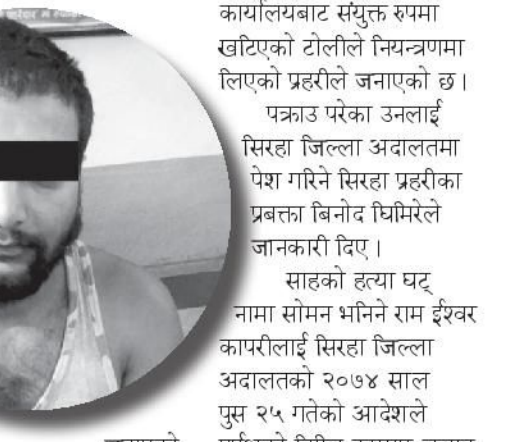 कार्यालयबाट संयुक्त रुपमा
खटिएको टोलीले नियन्त्रणमा
लिएको प्रहरीले जनाएको छ ।
पक्राउ परेका उनलाई
सिरहा जिल्ला अदालतमा
पेश गरिने सिरहा प्रहरीका
प्रबक्ता बिनोद घिमिरेले
जानकारी दिए ।
साहको हत्या घट्
नामा सोमन भनिने राम ईश्वर
कापरीलाई सिरहा जिल्ला
अदालतको २०७४ साल
पुस २५ गतेको आदेशले